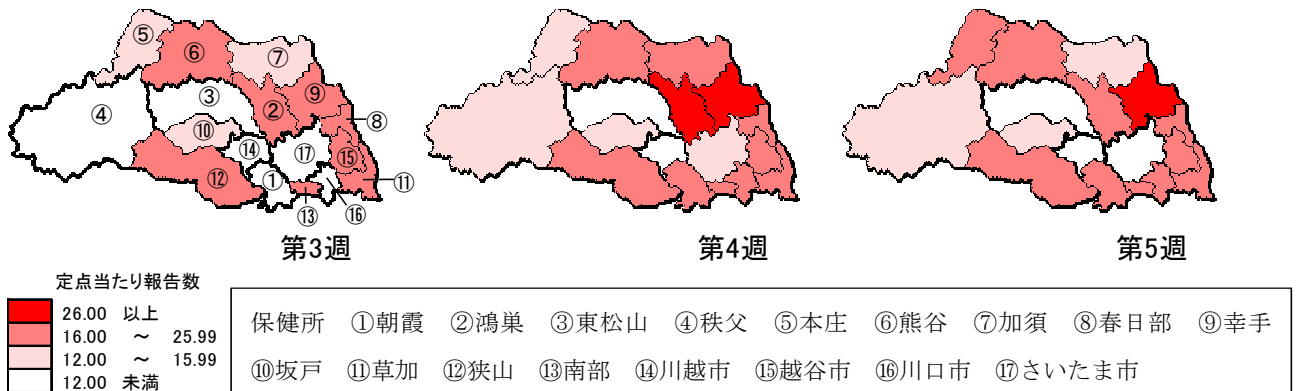 ⑤
⑥
⑦
④
③
②
⑨
⑧
⑩
⑭
⑰
⑮
⑫
①
⑪
⑬
⑯
第3週
第4週
第5週
定点当たり報告数
26.00 以上
16.00 ～ 25.99
12.00 ～ 15.99
12.00 未満
保健所 ①朝霞 ②鴻巣 ③東松山 ④秩父 ⑤本庄 ⑥熊谷 ⑦加須 ⑧春日部 ⑨幸手
⑩坂戸 ⑪草加 ⑫狭山 ⑬南部 ⑭川越市 ⑮越谷市 ⑯川口市 ⑰さいたま市